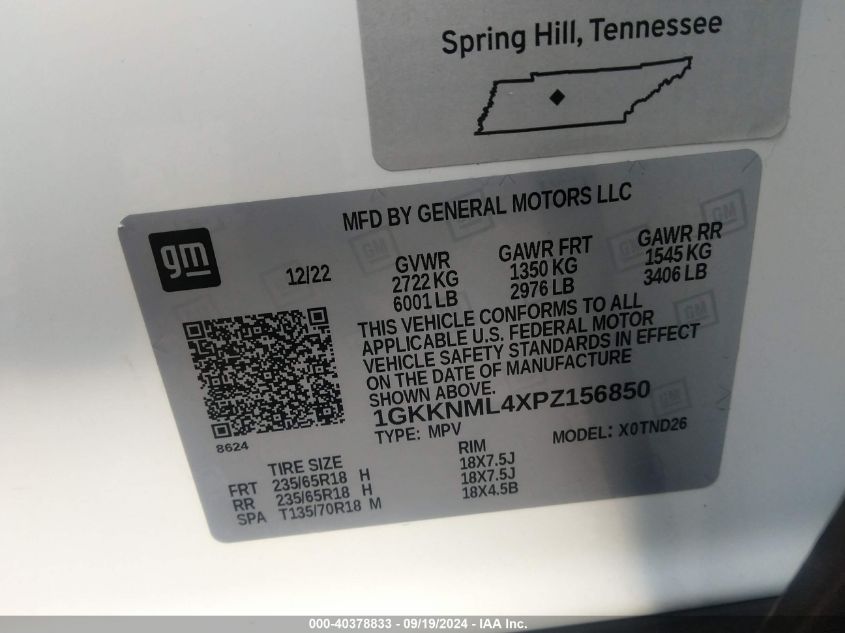 Spring Hill, Tennessee
MFD BY GENERAL MOTORS LLC
gm
12/22
GVWR
2722 KG
6001 LB
GAWR FRT
1350 KG
2976 LB
GAWR RR
1545 KG
3406 LB
THIS VEHICLE CONFORMS TO ALL
APPLICABLE U.S. FEDERAL MOTOR
VEHICLE SAFETY STANDARDS IN EFFECT
ON THE DATE OF MANUFACTURE
SHOWN ABOVE.
1GKKNML4XPZ156850
TYPE: MPV
MODEL: X0TND26
8624
TIRE SIZE
RIM
FRT 235/65R18 H 18X7.5J
RR 235/65R18 H 18X7.5J
SPA T135/70R18 M 18X4.5B
000-40378833 - 09/19/2024 - IAA Inc.